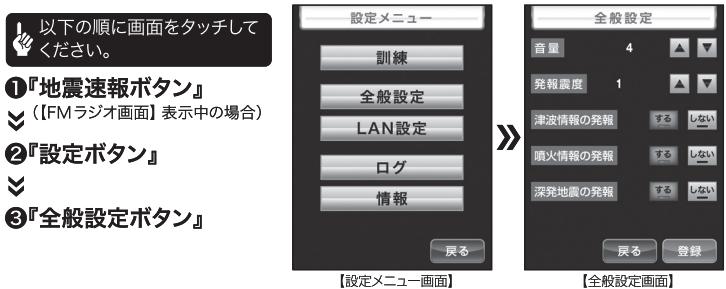 以下の順に画面をタッチして
ください。
❶『地震速報ボタン』
(【FMラジオ画面】表示中の場合)
❷『設定ボタン』
❸『全般設定ボタン』
設定メニュー
訓練
全般設定
LAN設定
ログ
情報
戻る
【設定メニュー画面】
全般設定
音量 4 ▲ ▼
発報震度 1 ▲ ▼
津波情報の発報 する しない
噴火情報の発報 する しない
深発地震の発報 する しない
戻る 登録
【全般設定画面】